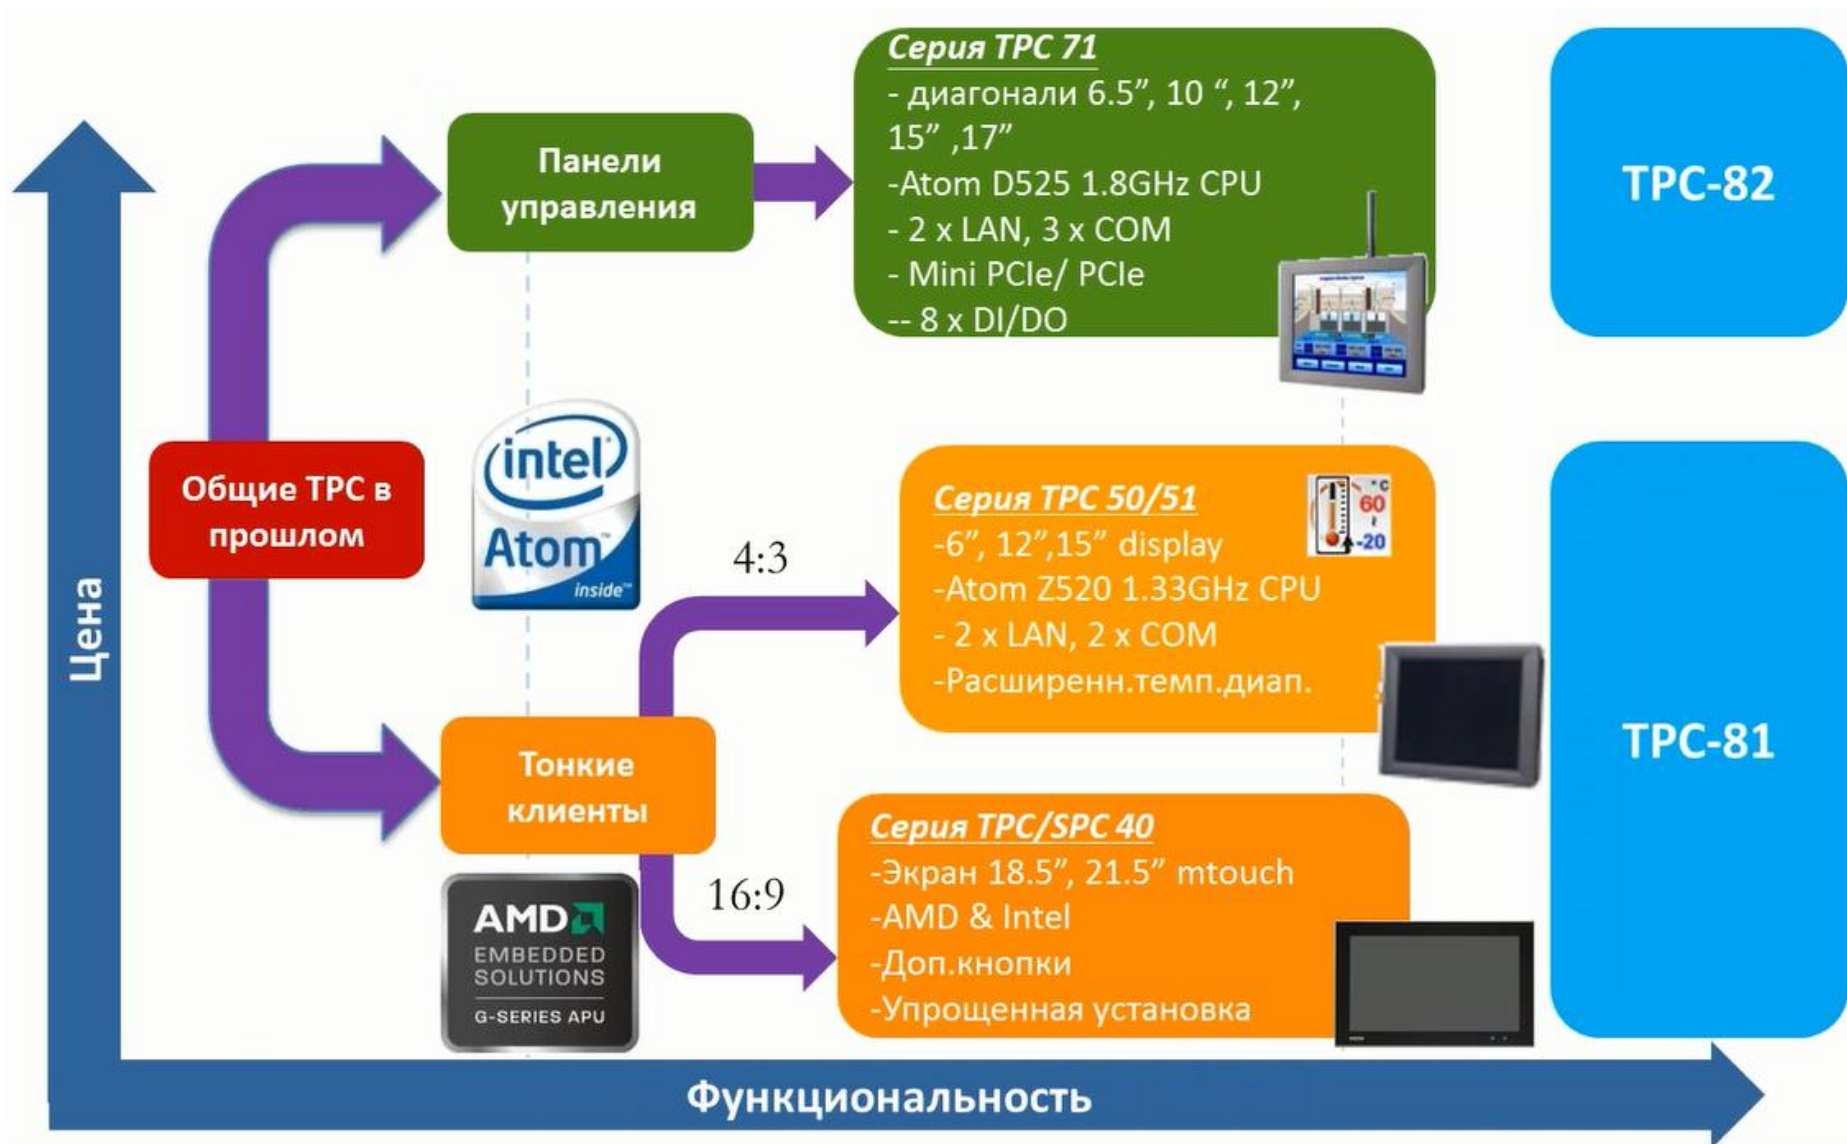 Серия TPC 71
- диагонали 6.5”, 10 “, 12”,
15” ,17”
-Atom D525 1.8GHz CPU
- 2 x LAN, 3 x COM
- Mini PCIe/ PCIe
-- 8 x DI/DO
TPC-82
Панели
управления
Общие TPC в
прошлом
intel
Atom™
inside™
4:3
Серия TPC 50/51
-6”, 12”,15” display
-Atom Z520 1.33GHz CPU
- 2 x LAN, 2 x COM
-Расширенн.темп.диап.
°C
60
~
-20
TPC-81
Цена
Тонкие
клиенты
16:9
Серия TPC/SPC 40
-Экран 18.5”, 21.5” mtouch
-AMD & Intel
-Доп.кнопки
-Упрощенная установка
AMD
EMBEDDED
SOLUTIONS
G-SERIES APU
Функциональность